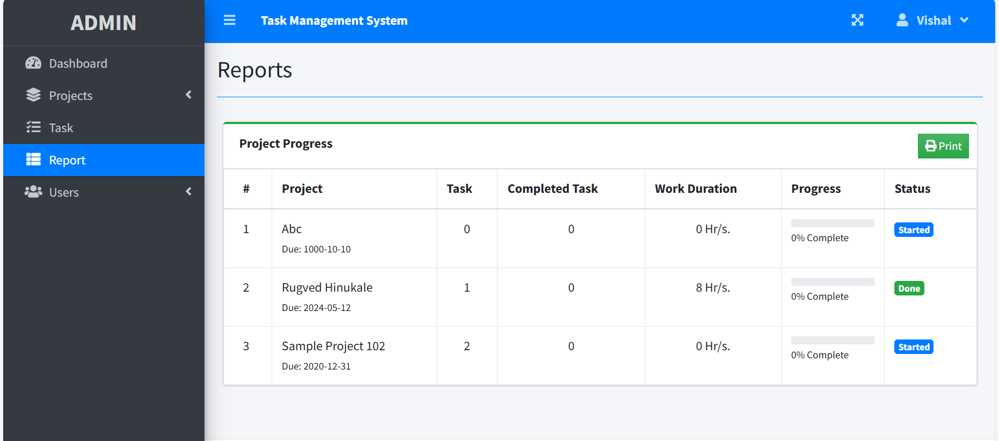 ADMIN
Task Management System
Vishal
Dashboard
Projects
Task
Report
Users
Reports
Project Progress
Print
# Project Task Completed Task Work Duration Progress Status
1 Abc 0 0 0 Hr/s. Started
Due: 1000-10-10 0% Complete
2 Rugved Hinukale 1 0 8 Hr/s. Done
Due: 2024-05-12 0% Complete
3 Sample Project 102 2 0 0 Hr/s. Started
Due: 2020-12-31 0% Complete